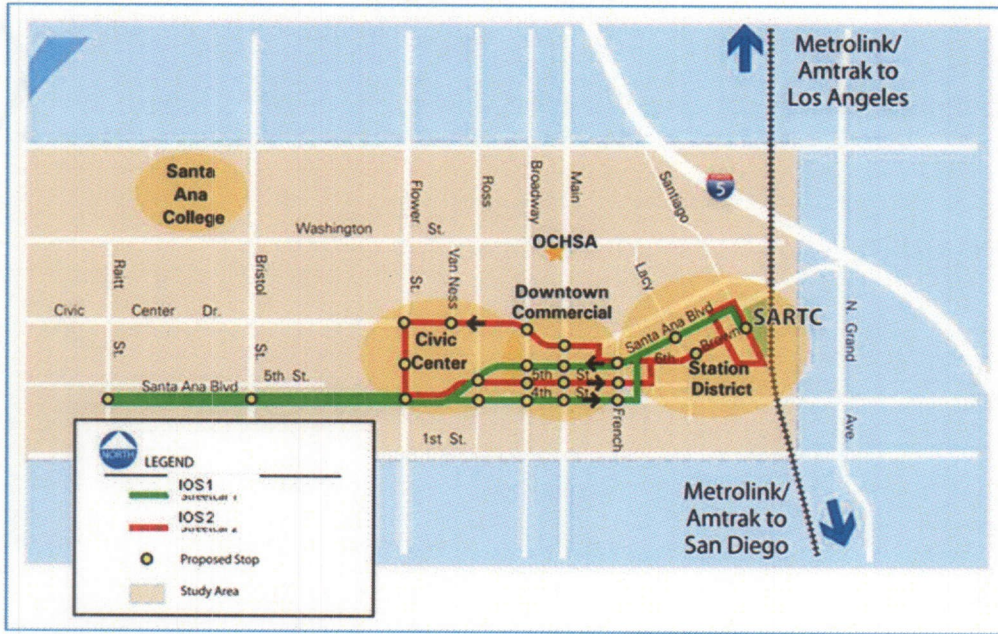 Metrolink/
Amtrak to
Los Angeles
5
Santa
Ana
College
Flower
St.
Ross
Broadway
Main
Santiago
Washington St.
OCHSA
Raitt
St.
Bristol
St.
Van Ness
Lacy
Downtown
Commercial
Civic Center Dr.
Civic
Center
Santa Ana Blvd
SARTC
N. Grand
Ave.
Brown
6th
Station
District
5th St.
5th St.
Santa Ana Blvd
4th St.
French
1st St.
NORTH
LEGEND
IOS1
IOS2
Proposed Stop
Study Area
Metrolink/
Amtrak to
San Diego